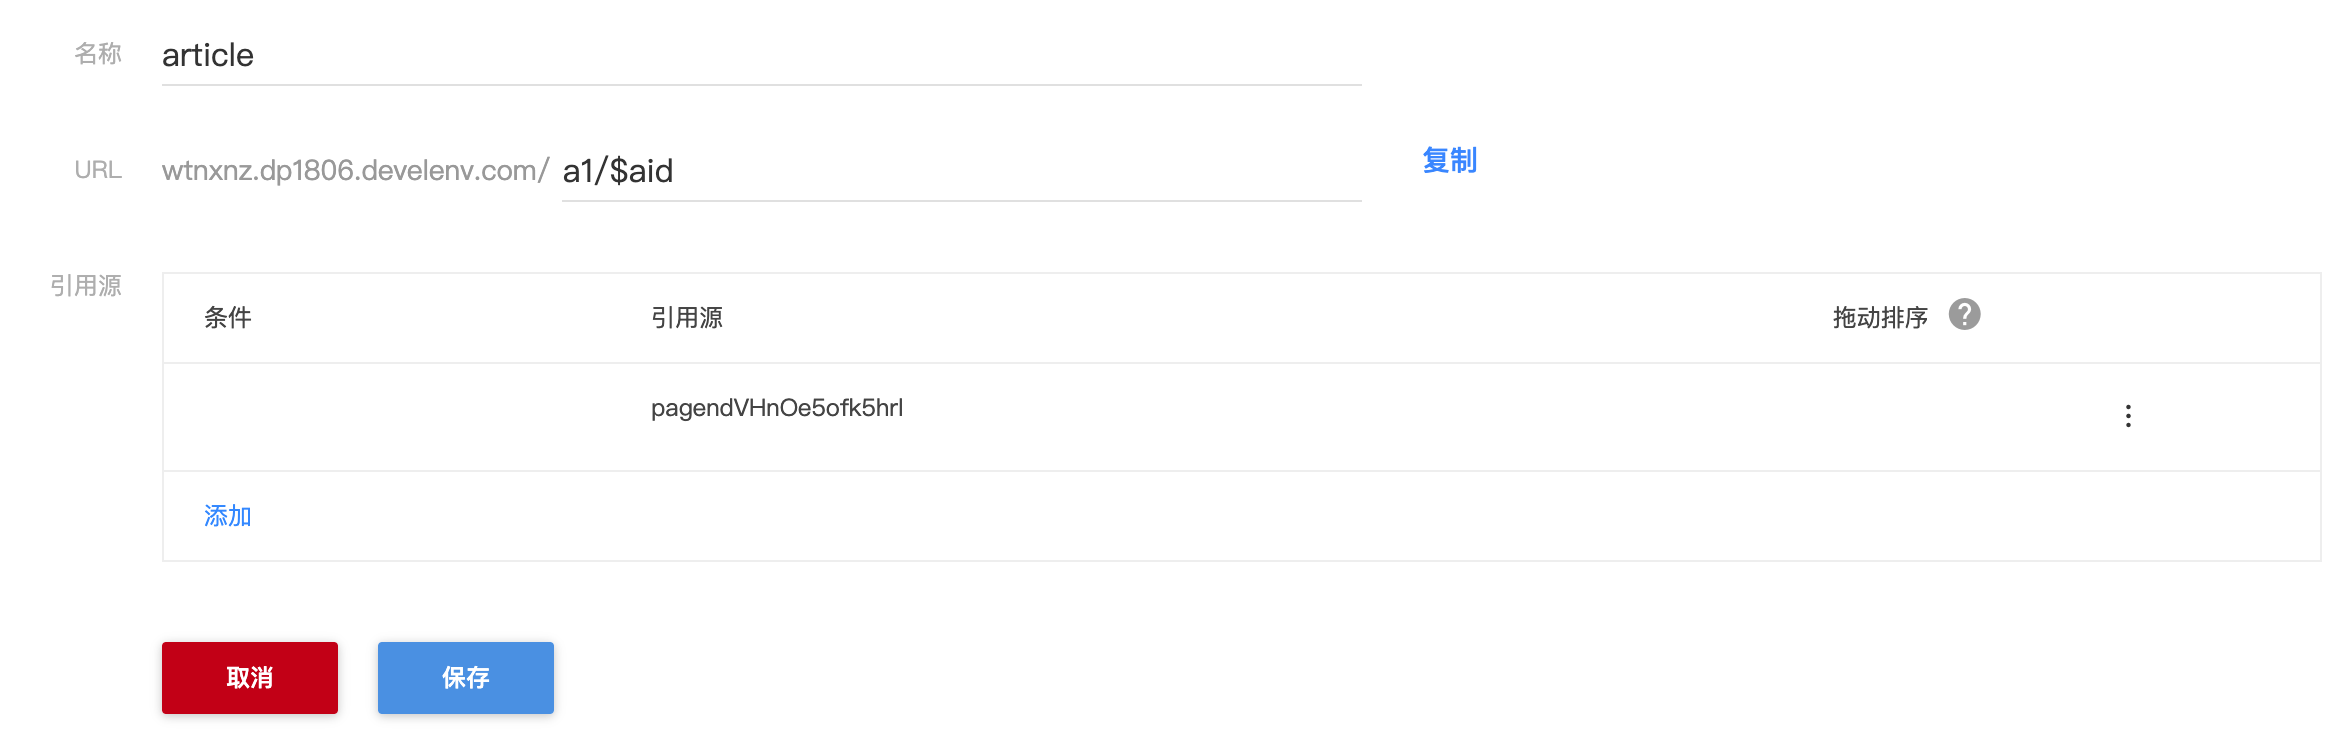 名称 article
URL wtnxnz.dp1806.develenv.com/ a1/$aid 复制
引用源
条件 引用源 拖动排序 ?
pagendVHnOe5ofk5hrl
添加
取消 保存